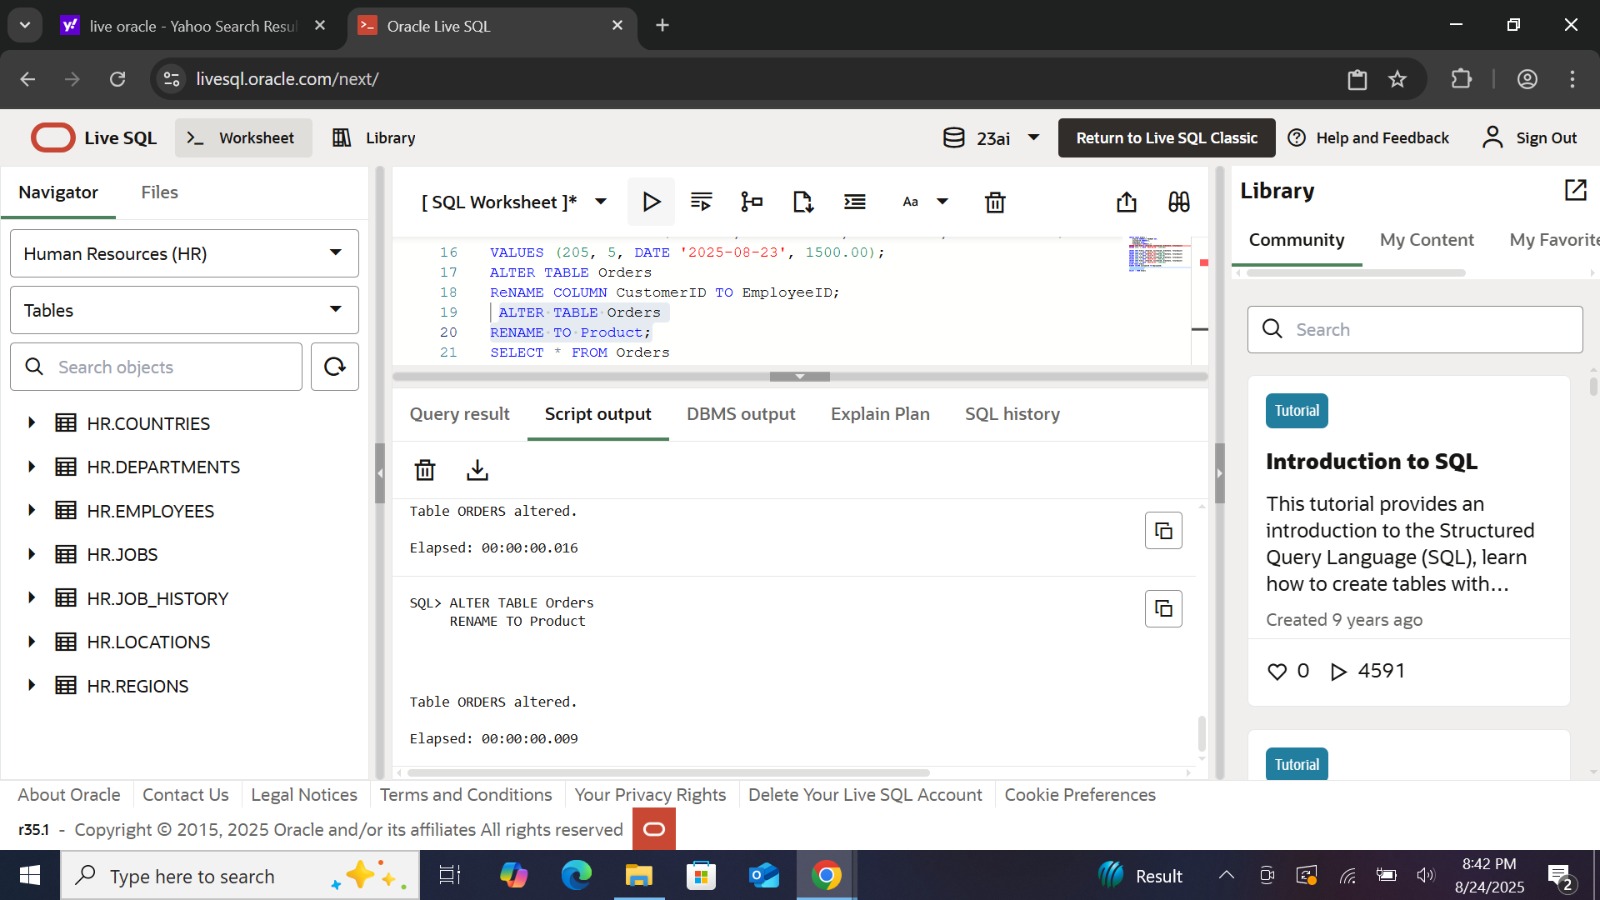 live oracle - Yahoo Search Resu
Oracle Live SQL
livesql.oracle.com/next/
Live SQL
Worksheet
Library
23ai
Return to Live SQL Classic
Help and Feedback
Sign Out
Navigator
Files
Human Resources (HR)
Tables
Search objects
HR.COUNTRIES
HR.DEPARTMENTS
HR.EMPLOYEES
HR.JOBS
HR.JOB_HISTORY
HR.LOCATIONS
HR.REGIONS
[ SQL Worksheet ]*
Aa
16 VALUES (205, 5, DATE '2025-08-23', 1500.00);
17 ALTER TABLE Orders
18 ReNAME COLUMN CustomerID TO EmployeeID;
19 ALTER TABLE Orders
20 RENAME TO Product;
21 SELECT * FROM Orders
Query result
Script output
DBMS output
Explain Plan
SQL history
Table ORDERS altered.
Elapsed: 00:00:00.016
SQL> ALTER TABLE Orders
RENAME TO Product
Table ORDERS altered.
Elapsed: 00:00:00.009
Library
Community
My Content
My Favorite
Search
Tutorial
Introduction to SQL
This tutorial provides an
introduction to the Structured
Query Language (SQL), learn
how to create tables with...
Created 9 years ago
0
4591
Tutorial
About Oracle
Contact Us
Legal Notices
Terms and Conditions
Your Privacy Rights
Delete Your Live SQL Account
Cookie Preferences
r35.1 - Copyright © 2015, 2025 Oracle and/or its affiliates All rights reserved
Type here to search
Result
8:42 PM
8/24/2025
2